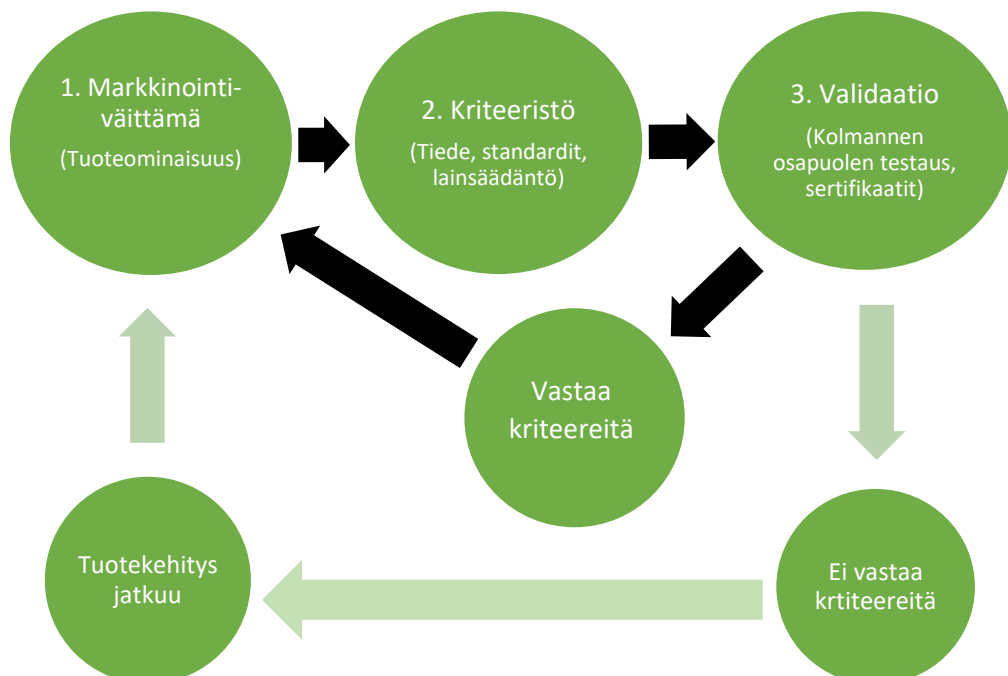 1. Markkinointi-
väittämä
(Tuoteominaisuus)
2. Kriteeristö
(Tiede, standardit,
lainsäädäntö)
3. Validaatio
(Kolmannen
osapuolen testaus,
sertifikaatit)
Vastaa
kriteereitä
Tuotekehitys
jatkuu
Ei vastaa
krtiteereitä